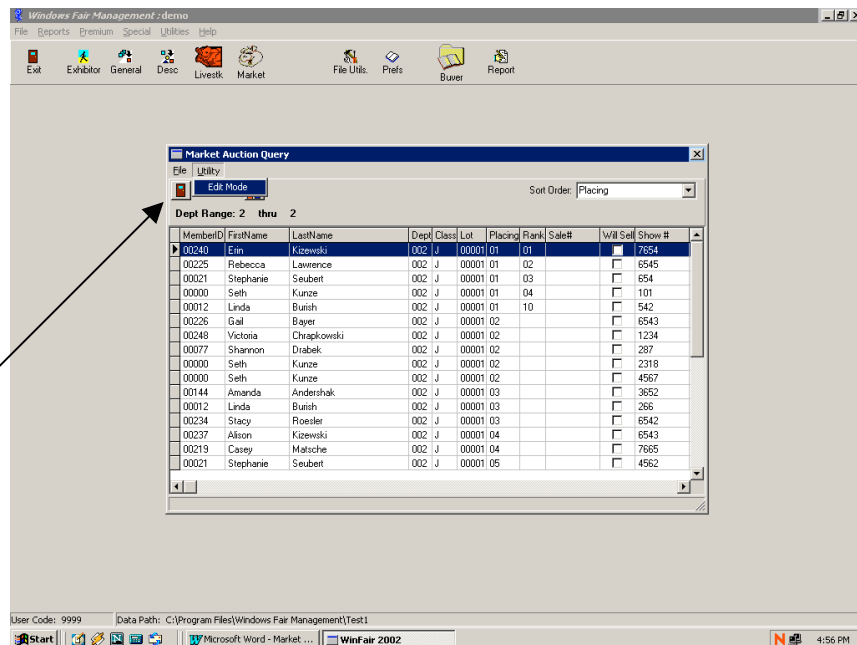 Windows Fair Management : demo
File Reports Premium Special Utilities Help
Exit Exhibitor General Desc Livestk Market File Utils. Prefs Buver Report
Market Auction Query
File Utility
Edit Mode
Sort Order: Placing
Dept Range: 2 thru 2
MemberID FirstName LastName Dept Class Lot Placing Rank Sale# Will Sell Show #
00240 Erin Kizewski 002 J 00001 01 01 7654
00225 Rebecca Lawrence 002 J 00001 01 02 6545
00021 Stephanie Seubert 002 J 00001 01 03 654
00000 Seth Kunze 002 J 00001 01 04 101
00012 Linda Burish 002 J 00001 01 10 542
00226 Gail Bayer 002 J 00001 02 6543
00248 Victoria Chrapkowski 002 J 00001 02 1234
00077 Shannon Drabek 002 J 00001 02 287
00000 Seth Kunze 002 J 00001 02 2318
00000 Seth Kunze 002 J 00001 02 4567
00144 Amanda Andershak 002 J 00001 03 3652
00012 Linda Burish 002 J 00001 03 266
00234 Stacy Roesler 002 J 00001 03 6542
00237 Alison Kizewski 002 J 00001 04 6543
00219 Casey Matsche 002 J 00001 04 7665
00021 Stephanie Seubert 002 J 00001 05 4562
User Code: 9999 Data Path: C:\Program Files\Windows Fair Management\Test1
Start Microsoft Word - Market ... WinFair 2002 4:56 PM